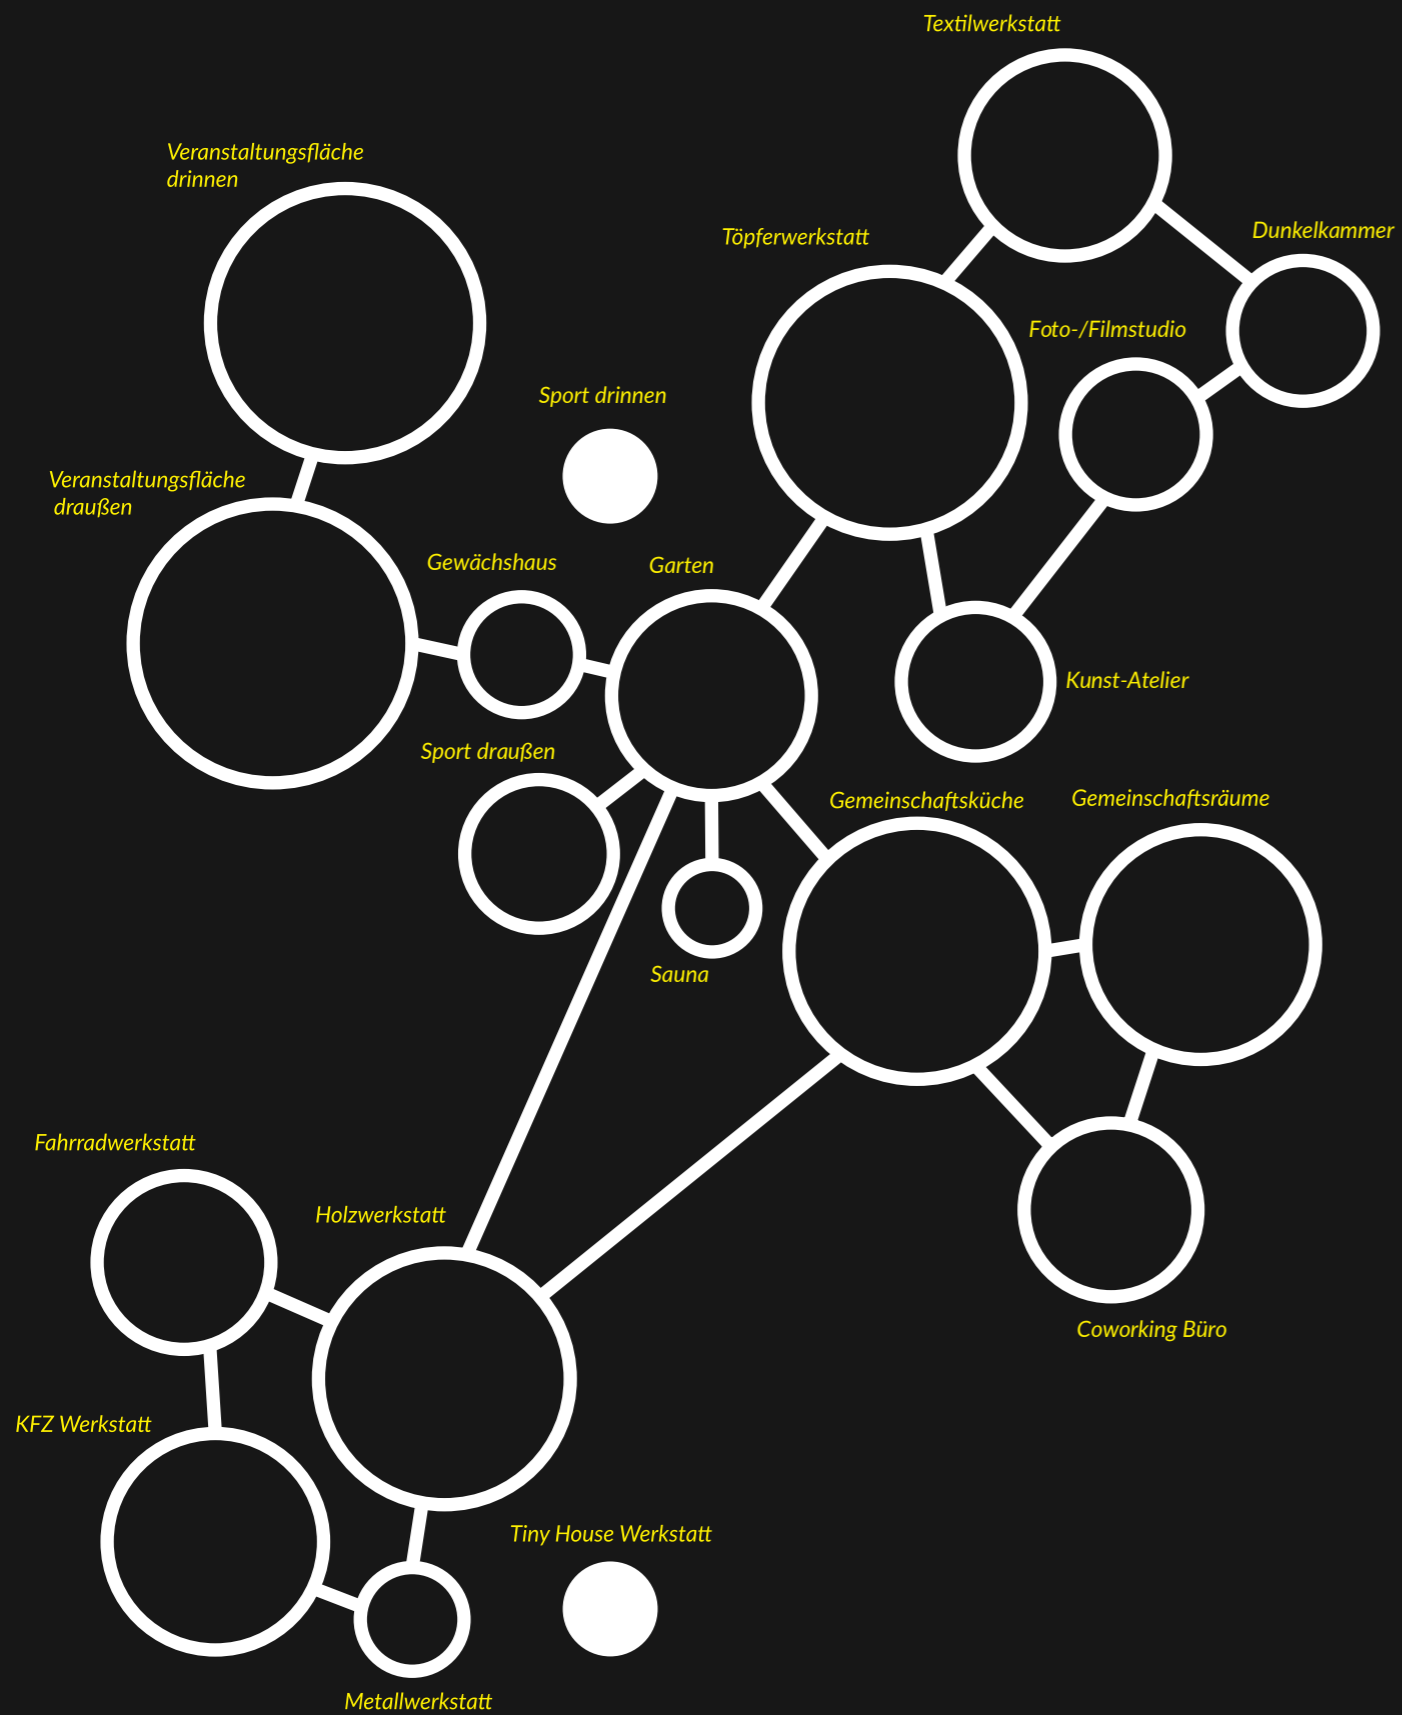 Textilwerkstatt
Veranstaltungsfläche
drinnen
Töpferwerkstatt
Dunkelkammer
Foto-/Filmstudio
Sport drinnen
Veranstaltungsfläche
draußen
Gewächshaus
Garten
Kunst-Atelier
Sport draußen
Gemeinschaftsküche
Gemeinschaftsräume
Sauna
Fahrradwerkstatt
Holzwerkstatt
Coworking Büro
KFZ Werkstatt
Tiny House Werkstatt
Metallwerkstatt